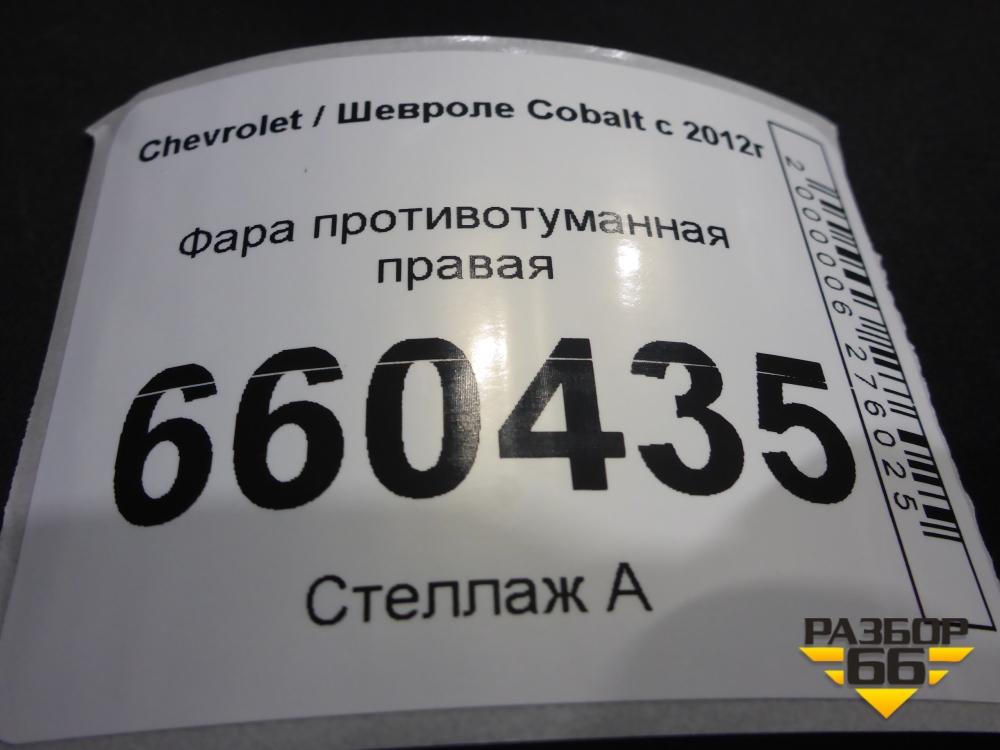 Chevrolet / Шевроле Cobalt с 2012г
Фара противотуманная
правая
660435
Стеллаж А
2000006276025
РАЗБОР
66